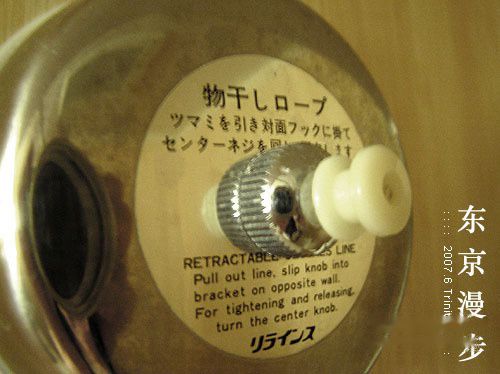 物干しロープ
ツマミを引き対面フックに掛て
センターネジを回し
ます
RETRACTABLE
LINE
Pull out line, slip knob into
bracket on opposite wall.
For tightening and releasing,
turn the center knob.
リラインス
东京漫步
:::: 2007.6 Trinit